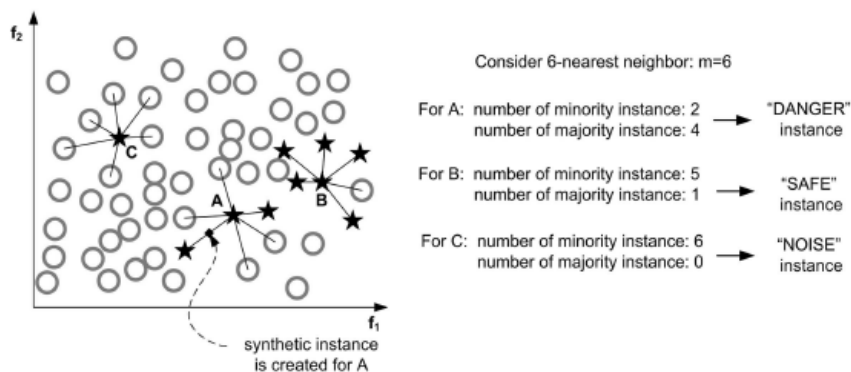 f2
Consider 6-nearest neighbor: m=6
For A: number of minority instance: 2
number of majority instance: 4
"DANGER"
instance
For B: number of minority instance: 5
number of majority instance: 1
"SAFE"
instance
For C: number of minority instance: 6
number of majority instance: 0
"NOISE"
instance
C
A
B
f1
synthetic instance
is created for A